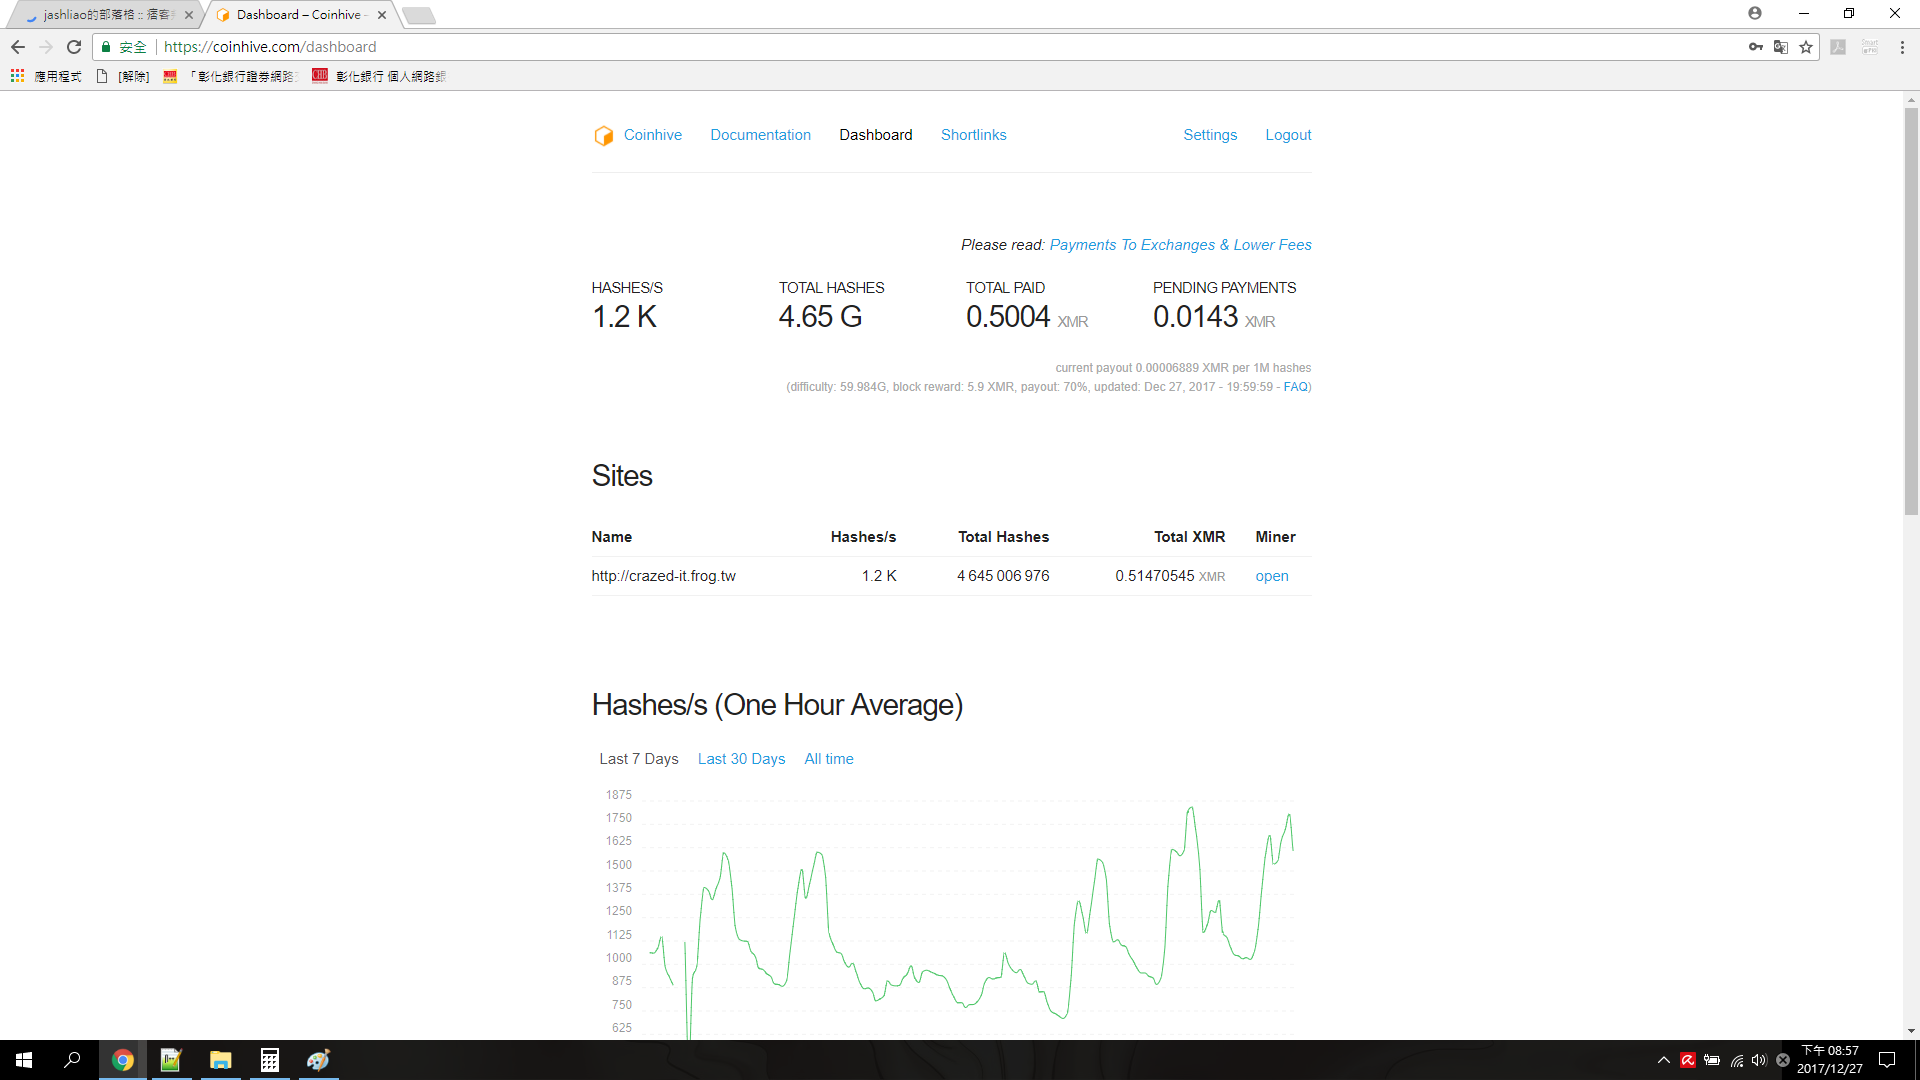 jashliao的部落格 :: 痞客
Dashboard – Coinhive -
安全 https://coinhive.com/dashboard
應用程式 [解除] 「彰化銀行證券網路 彰化銀行 個人網路銀
Coinhive Documentation Dashboard Shortlinks Settings Logout
Please read: Payments To Exchanges & Lower Fees
HASHES/S TOTAL HASHES TOTAL PAID PENDING PAYMENTS
1.2 K 4.65 G 0.5004 XMR 0.0143 XMR
current payout 0.00006889 XMR per 1M hashes
(difficulty: 59.984G, block reward: 5.9 XMR, payout: 70%, updated: Dec 27, 2017 - 19:59:59 - FAQ)
Sites
Name Hashes/s Total Hashes Total XMR Miner
http://crazed-it.frog.tw 1.2 K 4 645 006 976 0.51470545 XMR open
Hashes/s (One Hour Average)
Last 7 Days Last 30 Days All time
1875
1750
1625
1500
1375
1250
1125
1000
875
750
625
下午 08:57
2017/12/27